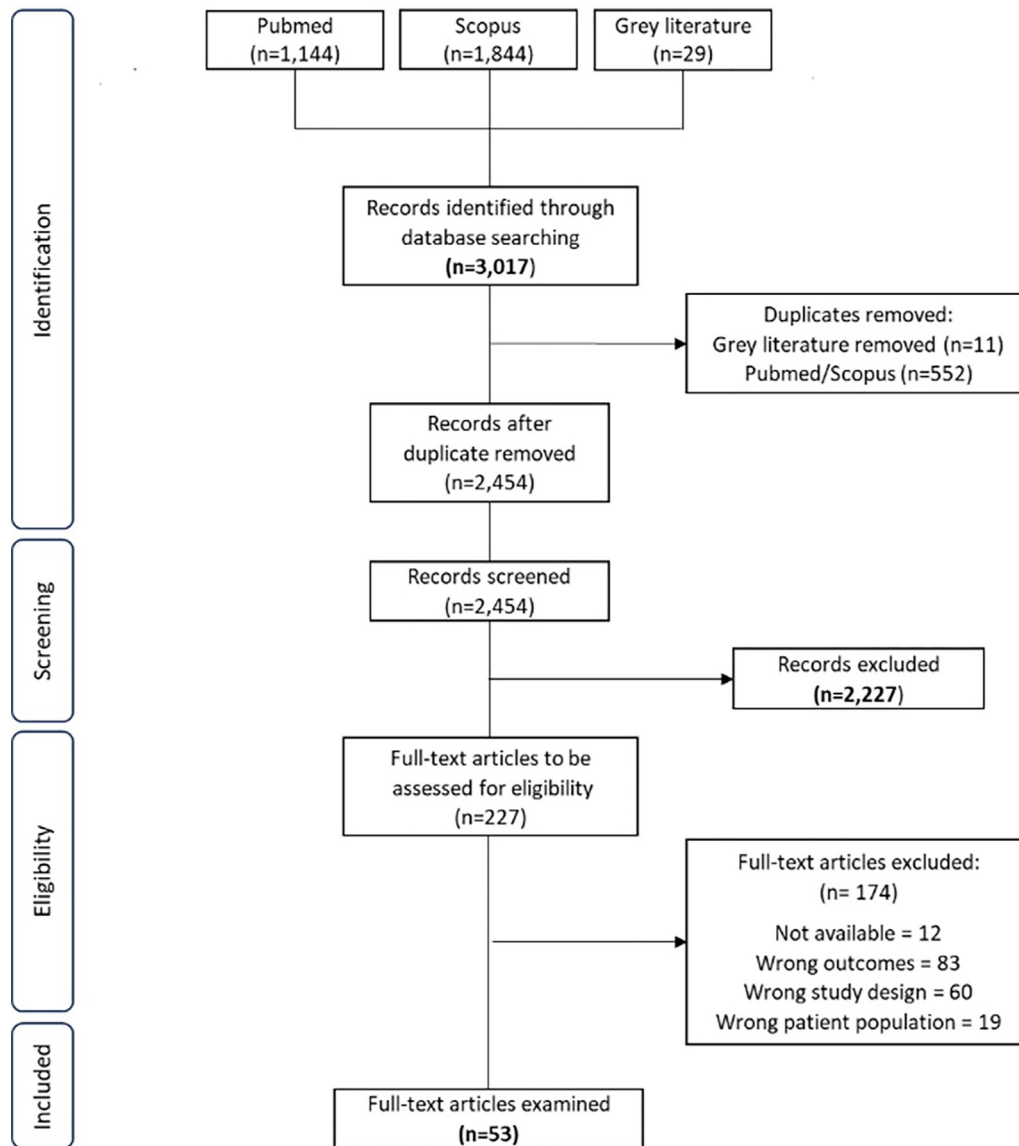 Pubmed
(n=1,144)
Scopus
(n=1,844)
Grey literature
(n=29)
Identification
Records identified through
database searching
(n=3,017)
Duplicates removed:
Grey literature removed (n=11)
Pubmed/Scopus (n=552)
Records after
duplicate removed
(n=2,454)
Screening
Records screened
(n=2,454)
Records excluded
(n=2,227)
Eligibility
Full-text articles to be
assessed for eligibility
(n=227)
Full-text articles excluded:
(n= 174)
Not available = 12
Wrong outcomes = 83
Wrong study design = 60
Wrong patient population = 19
Included
Full-text articles examined
(n=53)